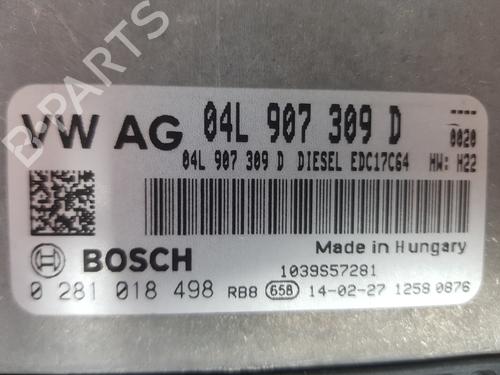 B-PARTS
VW AG 04L 907 309 D ----
0020
04L 907 309 D DIESEL EDC17C64 HW: H22
BOSCH Made in Hungary
1039S57281
0 281 018 498 RB8 658 14-02-27 1258 0876